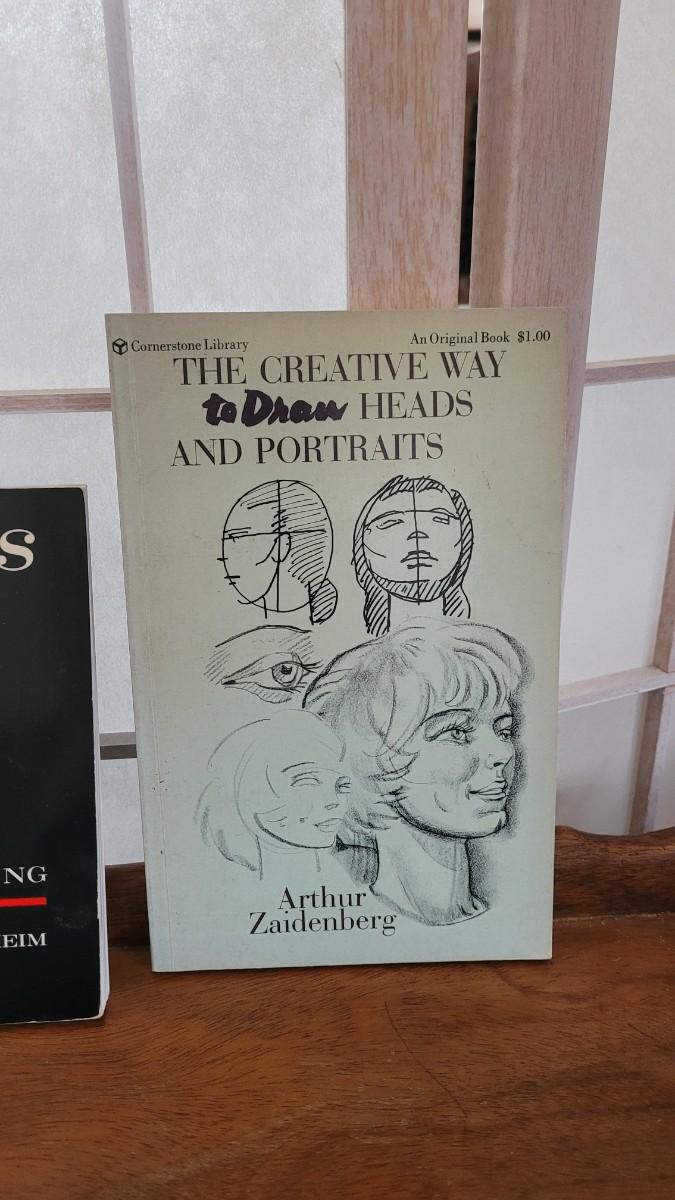 Cornerstone Library
An Original Book $1.00
THE CREATIVE WAY
to Draw HEADS
AND PORTRAITS
Arthur
Zaidenberg
S
NG
EIM